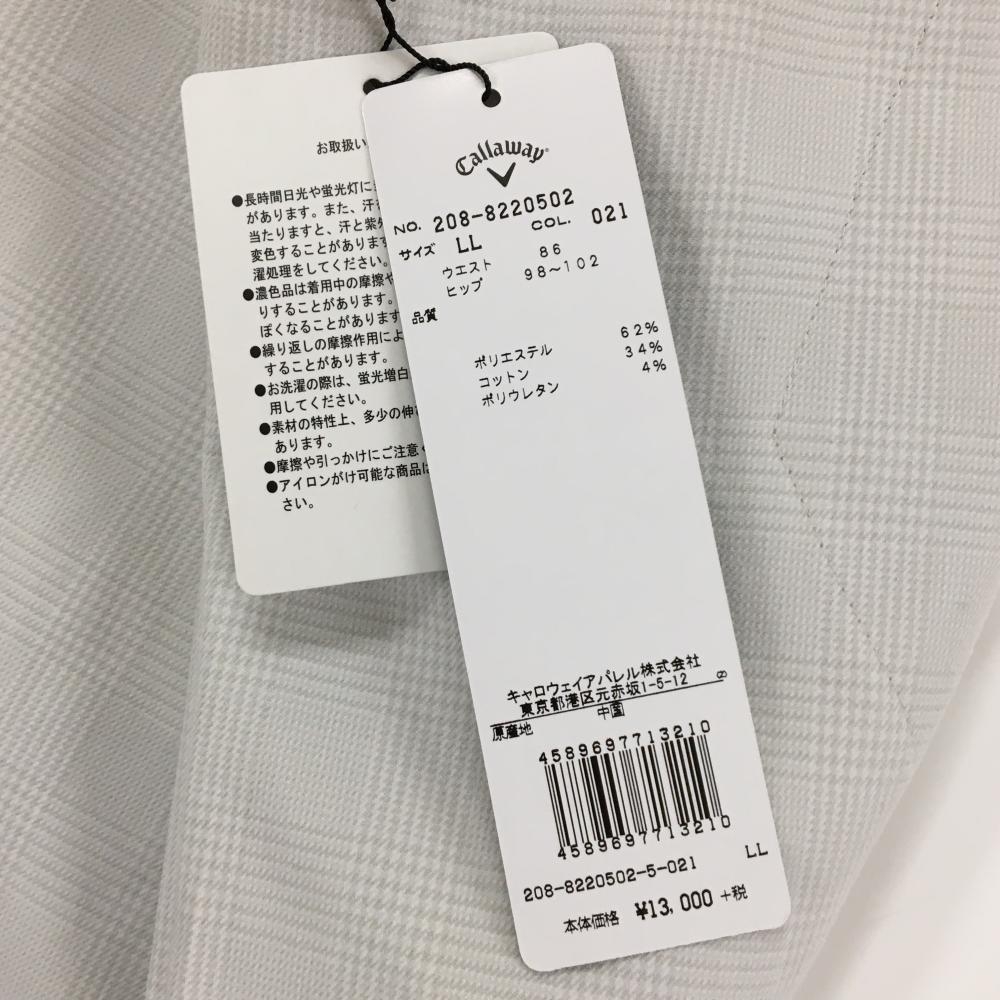 お取扱い
●長時間日光や蛍光灯に
があります。また、汗
当たりますと、汗と紫
変色することがあります
濯処理をしてください。
●濃色品は着用中の摩擦や
りすることがあります。
ぽくなることがあります
●繰り返しの摩擦作用によ
することがあります。
●お洗濯の際は、蛍光増白
用してください。
●素材の特性上、多少の伸
あります。
●摩擦や引っかけにご注意く
●アイロンがけ可能な商品は
さい。
Callaway
NO. 208-8220502
COL. 021
サイズ LL
ウエスト 86
ヒップ 98～102
品質
ポリエステル 62%
コットン 34%
ポリウレタン 4%
キャロウェイアパレル株式会社
東京都港区元赤坂1-5-12 8
原産地 中国
4589697713210
4589697713210
208-8220502-5-021 LL
本体価格 ¥13,000 +税